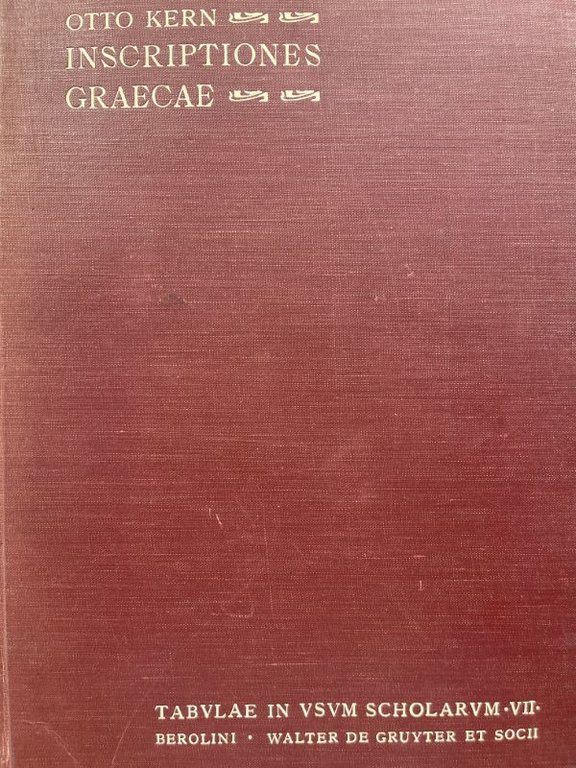 OTTO KERN
INSCRIPTIONES
GRAECAE
TABVLAE IN VSVM SCHOLARVM ·VII·
BEROLINI · WALTER DE GRUYTER ET SOCII